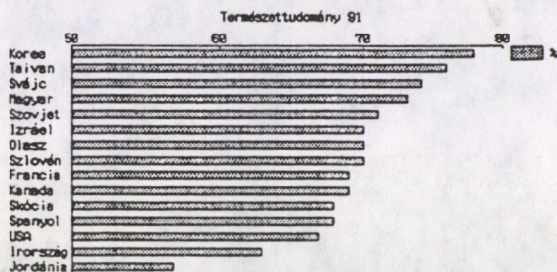 Természettudomány 91
50 60 70 80
Korea
%
Taivan
Svájc
Magyar
Szovjet
Izráel
Olasz
Szlovén
Francia
Kanada
Skócia
Spanyol
USA
Írország
Jordánia